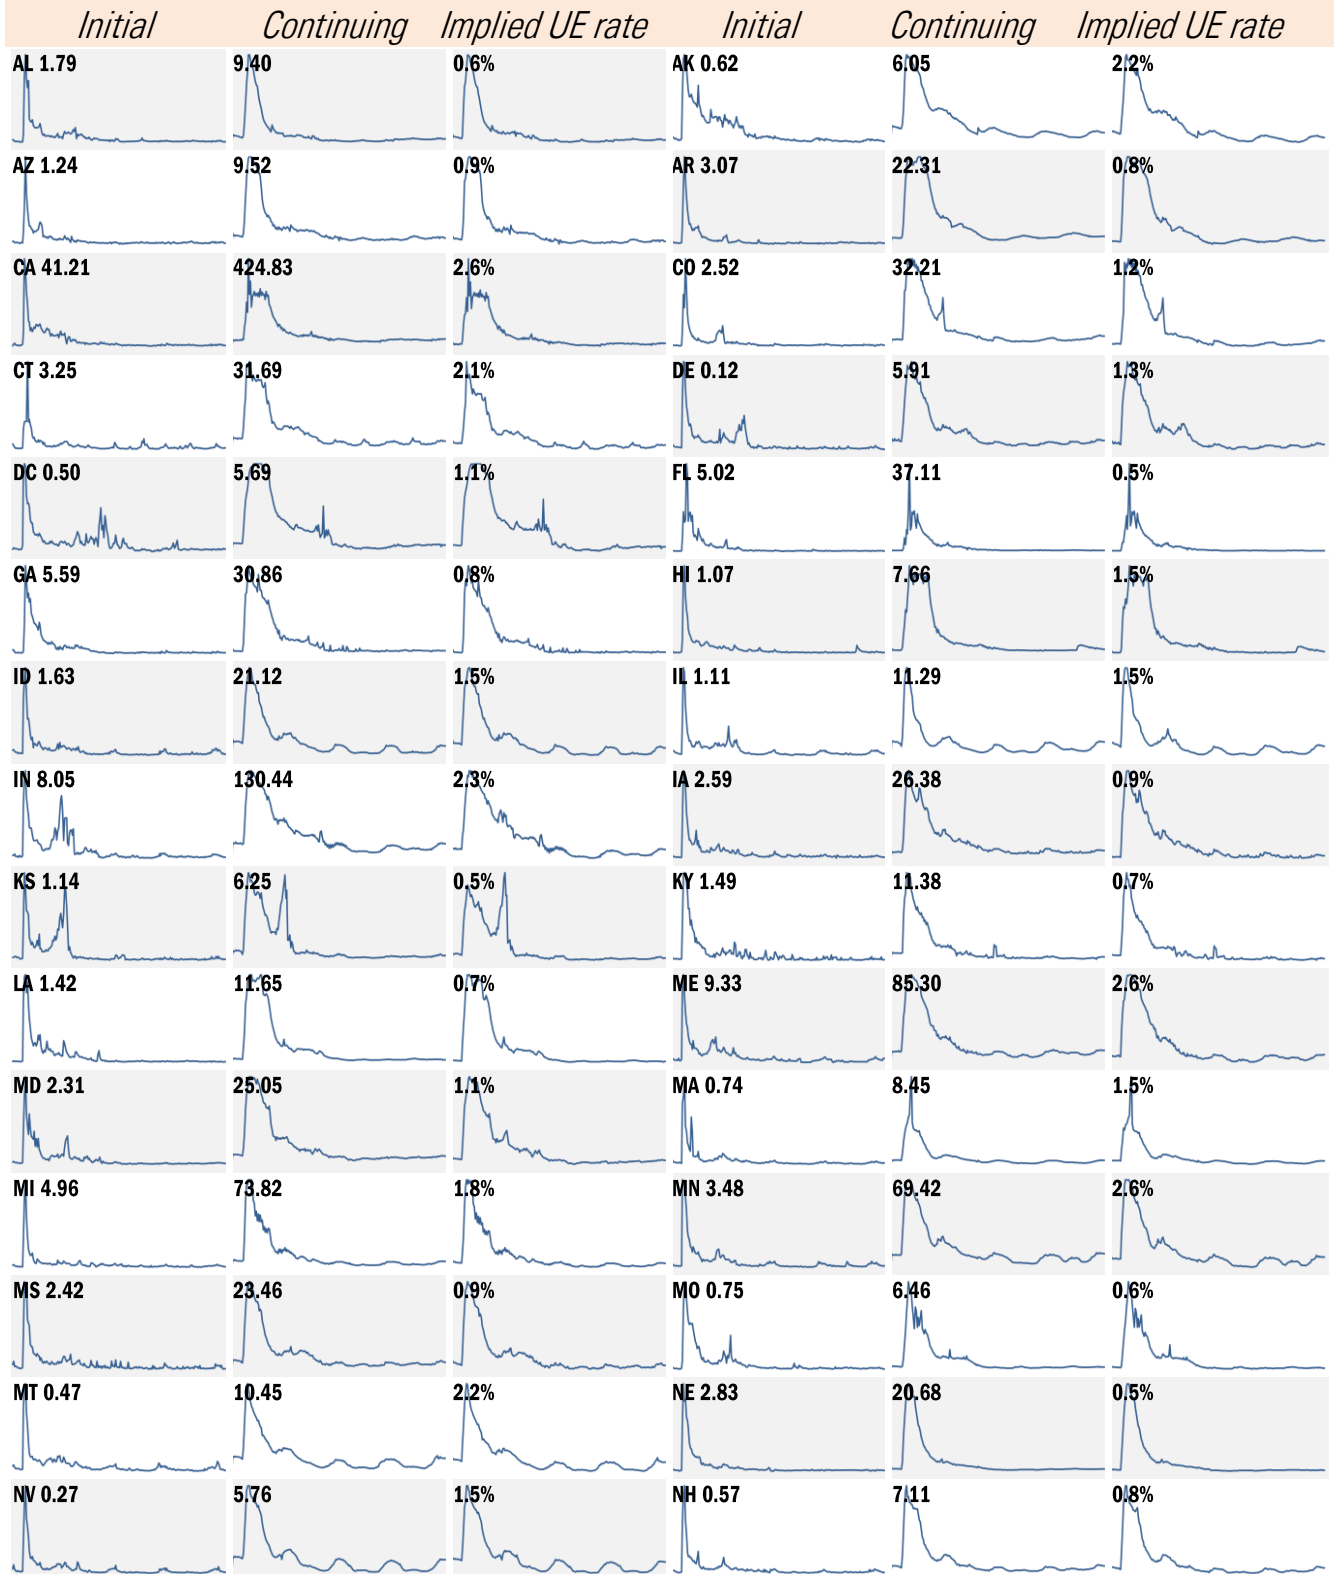 Initial Continuing Implied UE rate Initial Continuing Implied UE rate
AL 1.79 9.40 0.6% AK 0.62 6.05 2.2%
AZ 1.24 9.52 0.9% AR 3.07 22.31 0.8%
CA 41.21 424.83 2.6% CO 2.52 32.21 1.2%
CT 3.25 31.69 2.1% DE 0.12 5.91 1.3%
DC 0.50 5.69 1.1% FL 5.02 37.11 0.5%
GA 5.59 30.86 0.8% HI 1.07 7.66 1.5%
ID 1.63 21.12 1.5% IL 1.11 11.29 1.5%
IN 8.05 130.44 2.3% IA 2.59 26.38 0.9%
KS 1.14 6.25 0.5% KY 1.49 11.38 0.7%
LA 1.42 11.65 0.7% ME 9.33 85.30 2.6%
MD 2.31 25.05 1.1% MA 0.74 8.45 1.5%
MI 4.96 73.82 1.8% MN 3.48 69.42 2.6%
MS 2.42 23.46 0.9% MO 0.75 6.46 0.6%
MT 0.47 10.45 2.2% NE 2.83 20.68 0.5%
NV 0.27 5.76 1.5% NH 0.57 7.11 0.8%